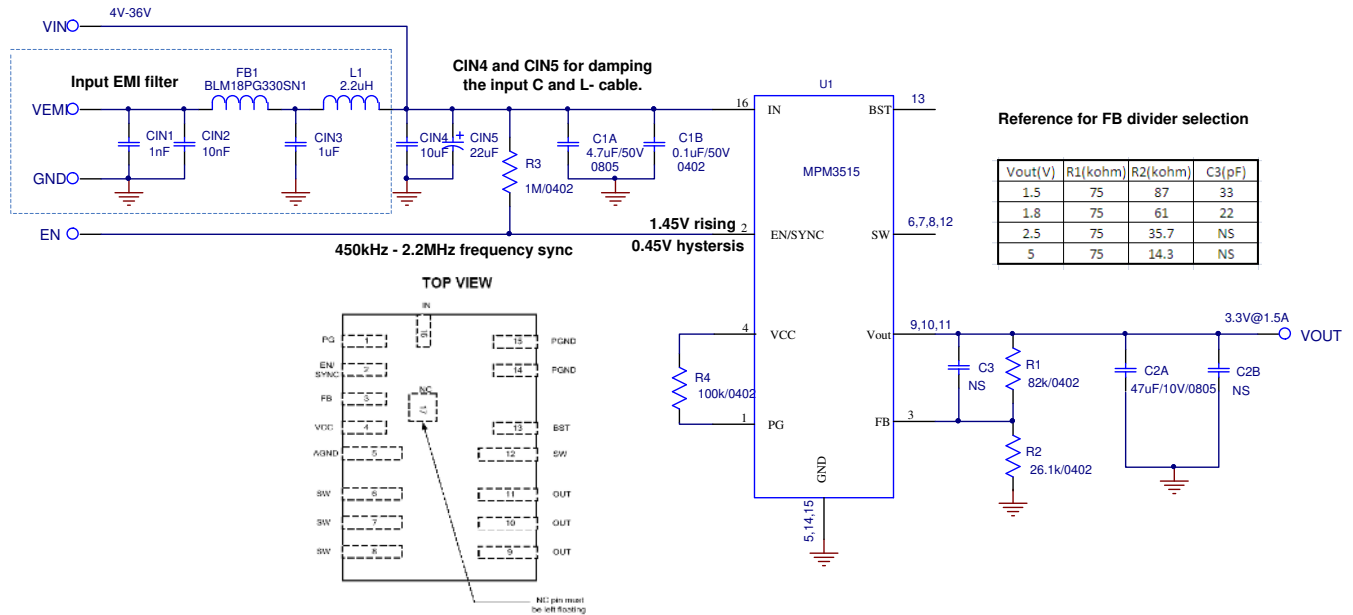 4V-36V
VIN
Input EMI filter
FB1
BLM18PG330SN1
L1
2.2uH
CIN4 and CIN5 for damping
the input C and L- cable.
VEMI
CIN1
1nF
CIN2
10nF
CIN3
1uF
CIN4
10uF
CIN5
22uF
R3
1M/0402
C1A
4.7uF/50V
0805
C1B
0.1uF/50V
0402
GND
EN
450kHz - 2.2MHz frequency sync
1.45V rising
0.45V hystersis
U1
MPM3515
16
IN
BST
13
2
EN/SYNC
SW
6,7,8,12
4
VCC
Vout
9,10,11
R4
100k/0402
1
PG
FB
3
GND
5,14,15
Reference for FB divider selection
Vout(V) R1(kohm) R2(kohm) C3(pF)
1.5 75 87 33
1.8 75 61 22
2.5 75 35.7 NS
5 75 14.3 NS
3.3V@1.5A
VOUT
C3
NS
R1
82k/0402
R2
26.1k/0402
C2A
47uF/10V/0805
C2B
NS
TOP VIEW
IN
16
PG 1 15 PGND
EN/
SYNC 2 14 PGND
NC
17
FB 3
VCC 4 13 BST
AGND 5 12 SW
SW 6 11 OUT
SW 7 10 OUT
SW 8 9 OUT
NC pin must
be left floating